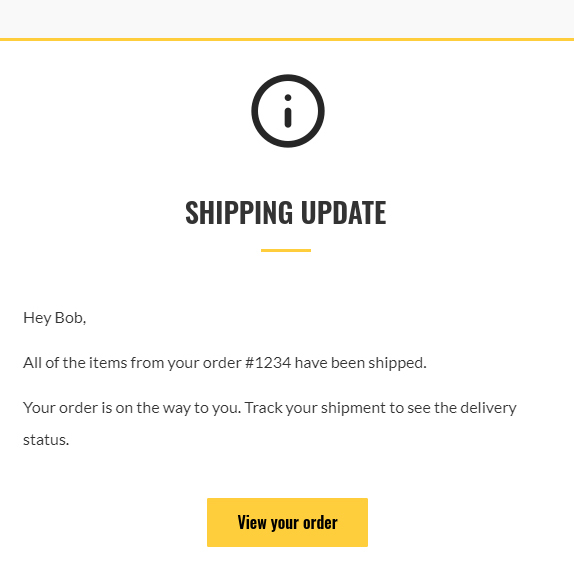 SHIPPING UPDATE
Hey Bob,
All of the items from your order #1234 have been shipped.
Your order is on the way to you. Track your shipment to see the delivery
status.
View your order